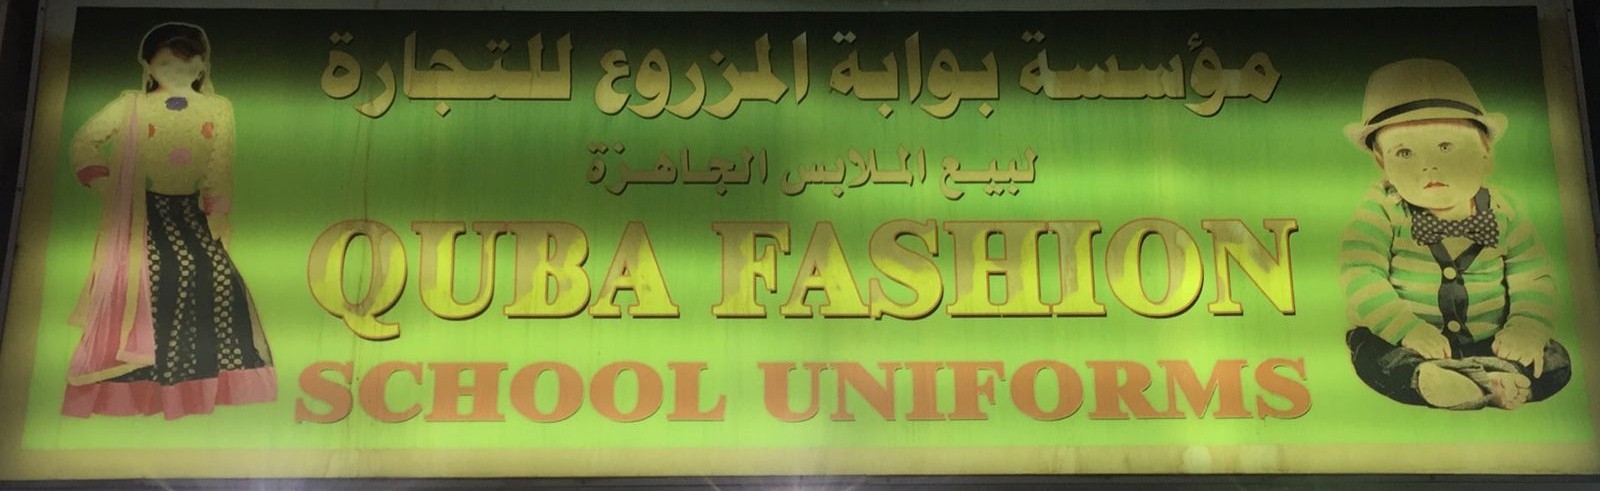 مؤسسة بوابة المزروع للتجارة
لبيع الملابس الجاهزة
QUBA FASHION
SCHOOL UNIFORMS